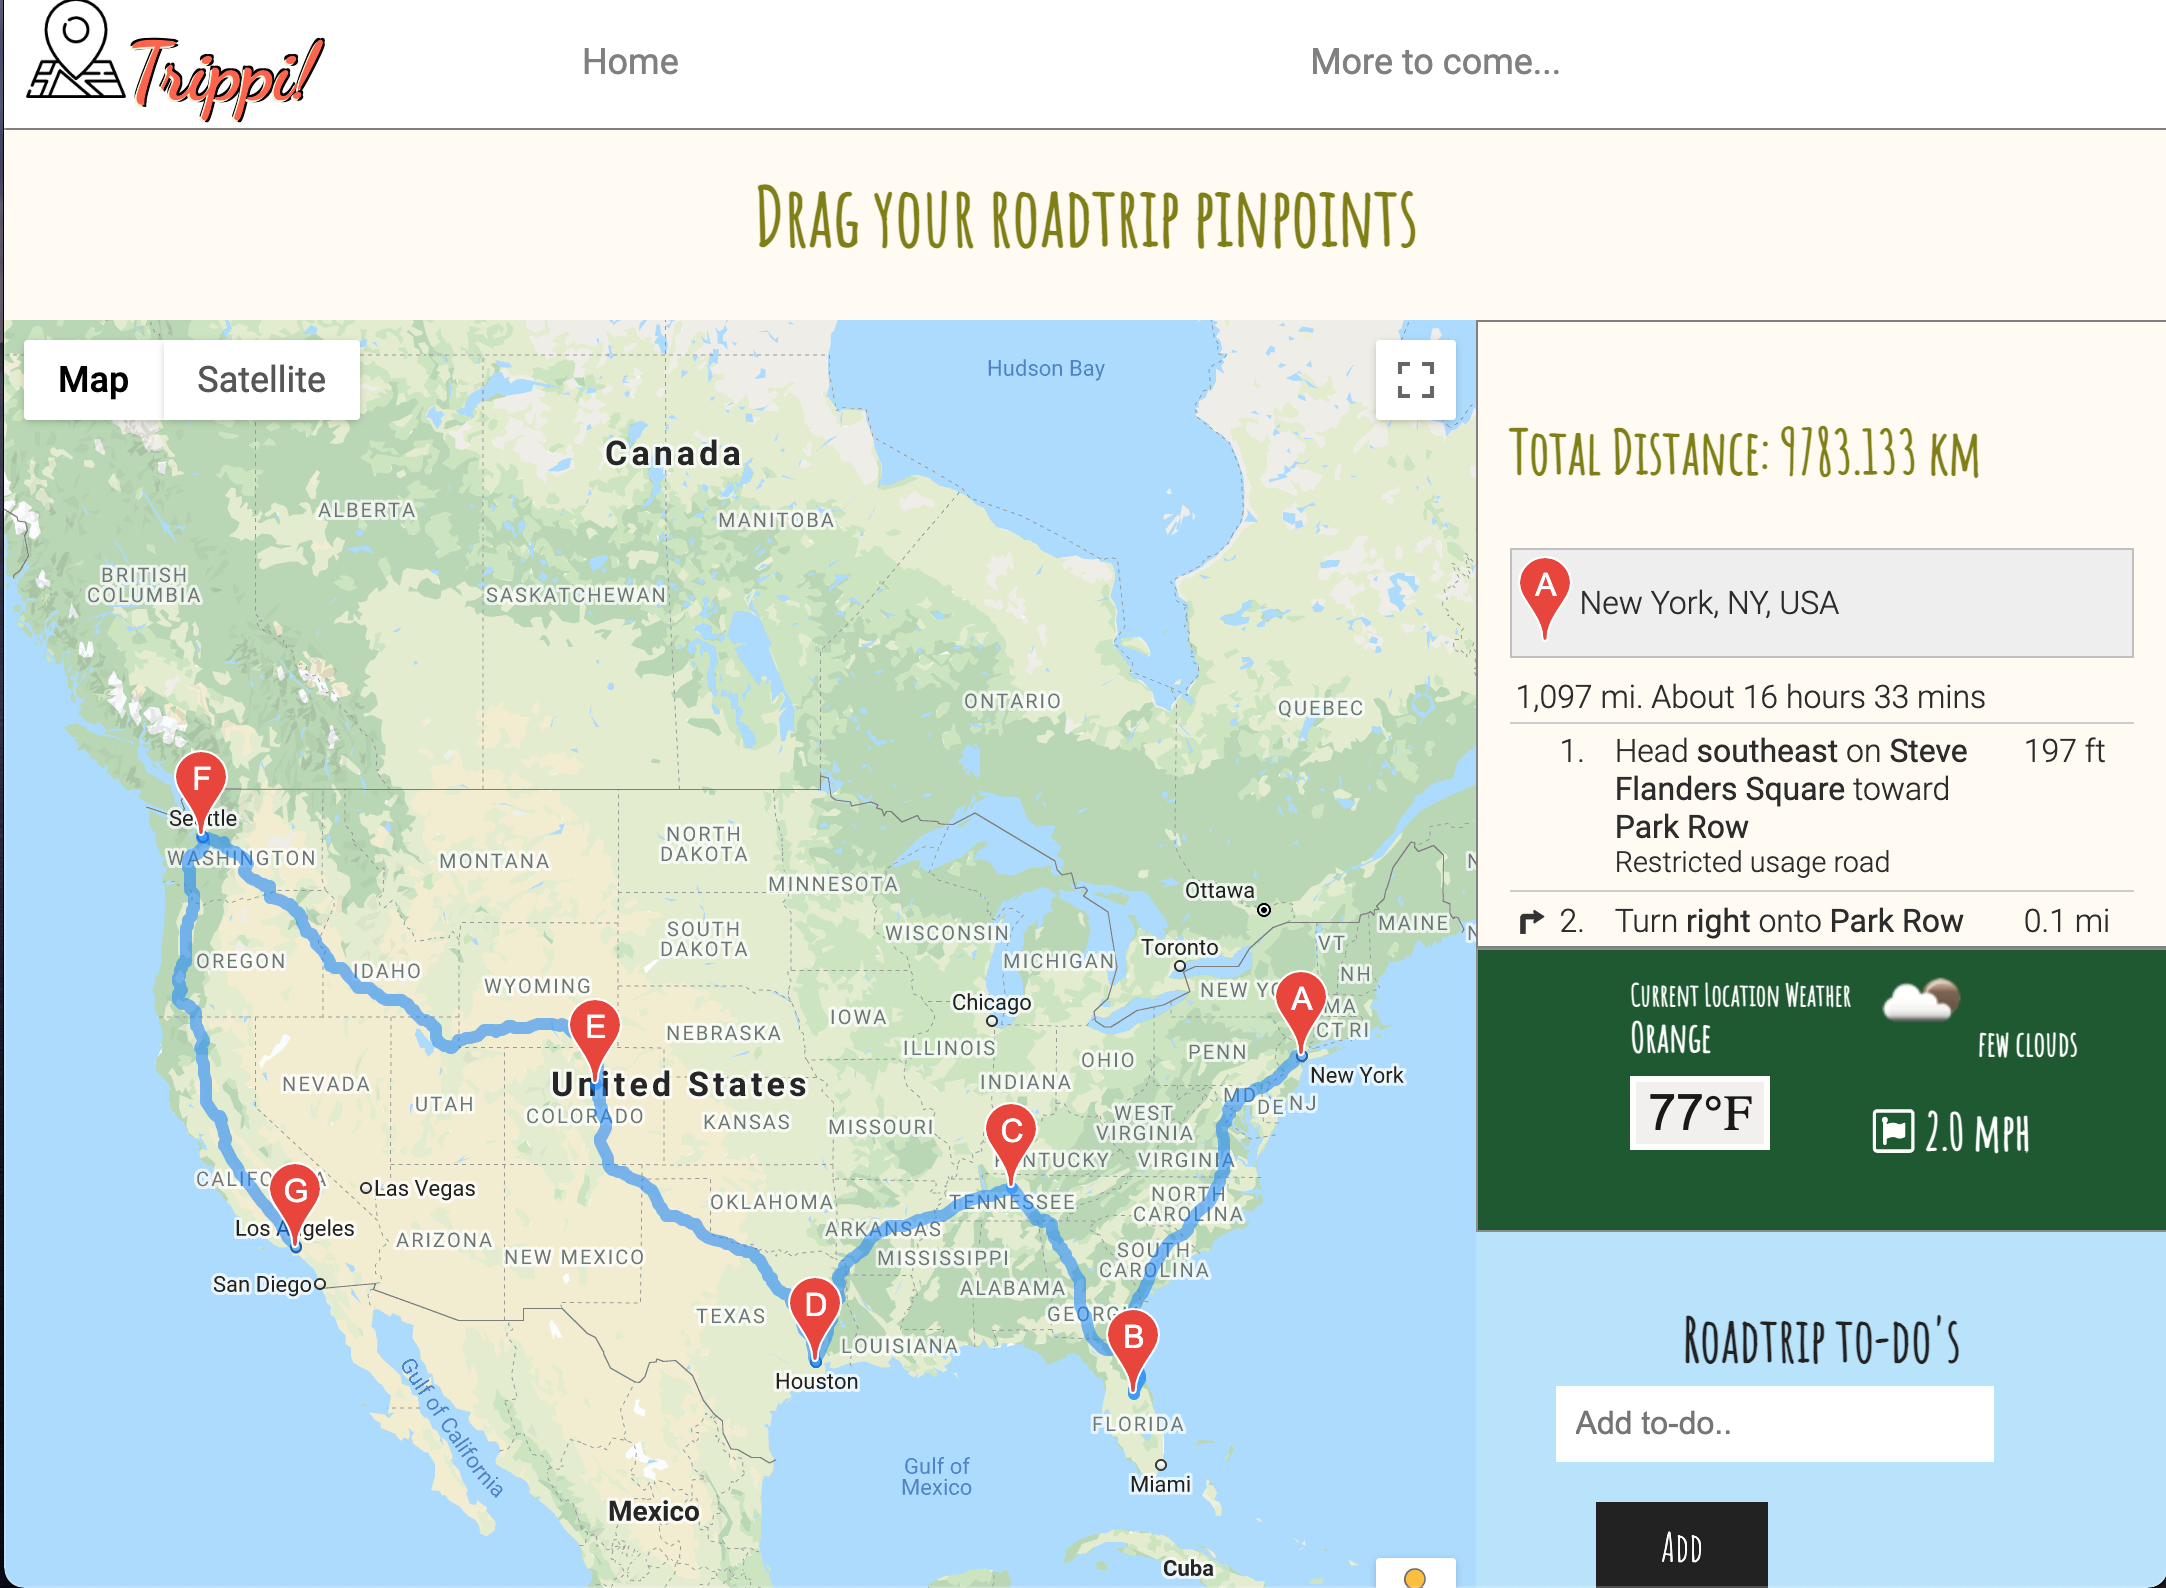 Trippi!
Home
More to come...
Drag your roadtrip pinpoints
Map
Satellite
Hudson Bay
Canada
ALBERTA
MANITOBA
BRITISH
COLUMBIA
SASKATCHEWAN
ONTARIO
QUEBEC
F
Seattle
WASHINGTON
MONTANA
NORTH
DAKOTA
MINNESOTA
Ottawa
MAINE
SOUTH
DAKOTA
WISCONSIN
MICHIGAN
Toronto
VT
NH
OREGON
IDAHO
WYOMING
NEW YO
A
MA
CT RI
Chicago
IOWA
NEBRASKA
E
ILLINOIS
OHIO
PENN
INDIANA
New York
NEVADA
United States
UTAH
COLORADO
KANSAS
MISSOURI
MD
DE
NJ
WEST
VIRGINIA
C
NTUCKY
VIRGINIA
CALIFO
A
G
Las Vegas
OKLAHOMA
TENNESSEE
NORTH
CAROLINA
Los Angeles
ARIZONA
NEW MEXICO
ARKANSAS
MISSISSIPPI
SOUTH
CAROLINA
San Diego
ALABAMA
TEXAS
D
GEORG
B
LOUISIANA
Houston
FLORIDA
Gulf of California
Gulf of
Mexico
Miami
Mexico
Cuba
Total Distance: 9783.133 km
A
New York, NY, USA
1,097 mi. About 16 hours 33 mins
1. Head southeast on Steve 197 ft
Flanders Square toward
Park Row
Restricted usage road
2. Turn right onto Park Row 0.1 mi
Current Location Weather
Orange
few clouds
77°F
2.0 mph
Roadtrip to-do's
Add to-do..
Add